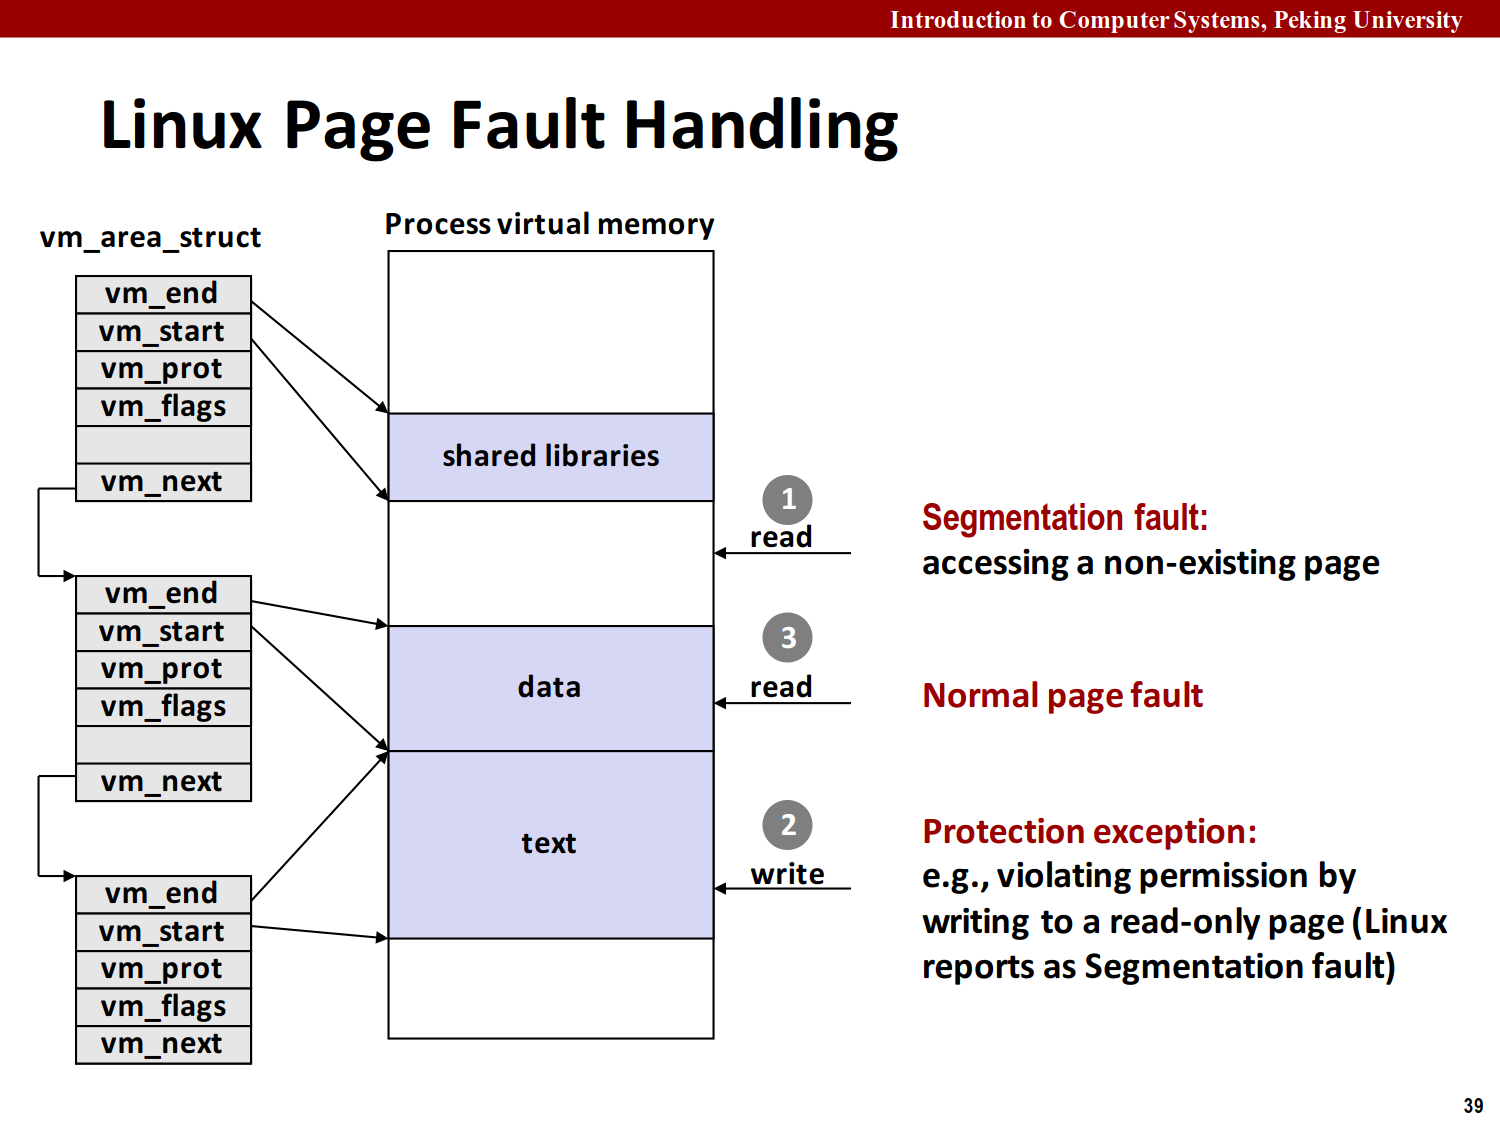 Introduction to Computer Systems, Peking University
Linux Page Fault Handling
vm_area_struct
Process virtual memory
vm_end
vm_start
vm_prot
vm_flags
vm_next
vm_end
vm_start
vm_prot
vm_flags
vm_next
vm_end
vm_start
vm_prot
vm_flags
vm_next
shared libraries
data
text
1
read
3
read
2
write
Segmentation fault:
accessing a non-existing page
Normal page fault
Protection exception:
e.g., violating permission by
writing to a read-only page (Linux
reports as Segmentation fault)
39